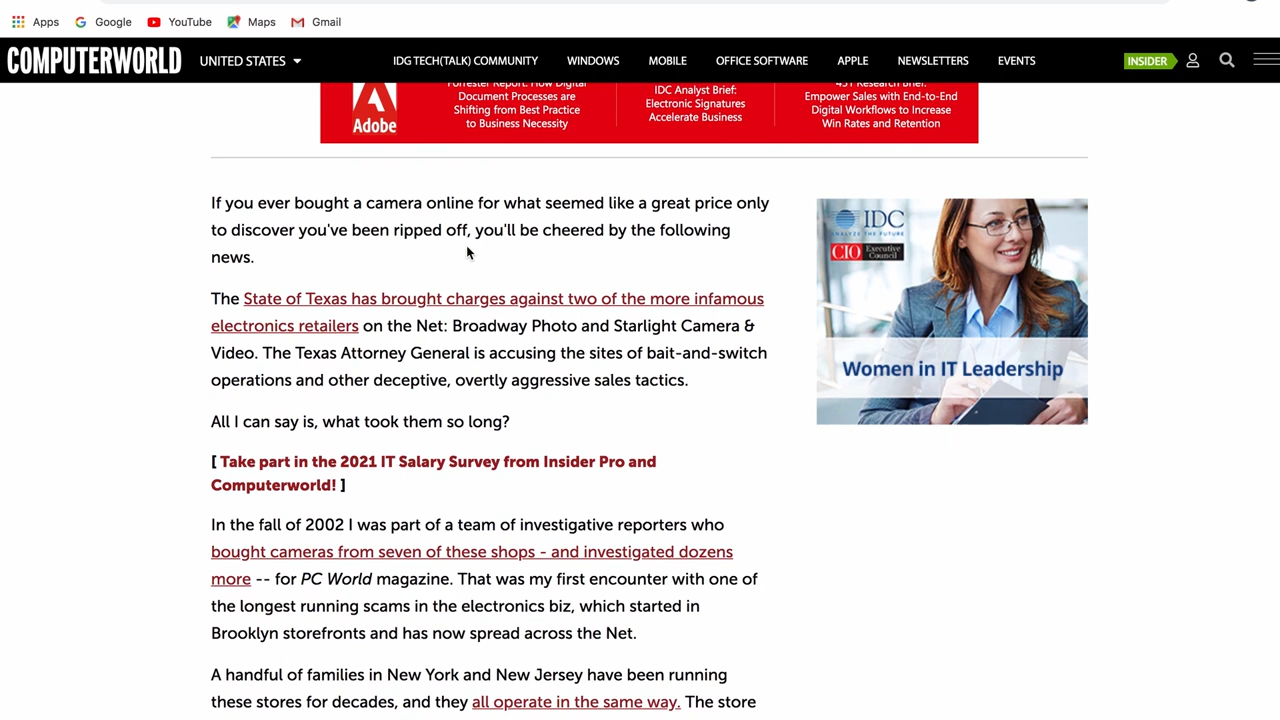 Apps Google YouTube Maps Gmail
COMPUTERWORLD UNITED STATES IDG TECH(TALK) COMMUNITY WINDOWS MOBILE OFFICE SOFTWARE APPLE NEWSLETTERS EVENTS INSIDER
Adobe
Forrester Report: How Digital
Document Processes are
Shifting from Best Practice
to Business Necessity
IDC Analyst Brief:
Electronic Signatures
Accelerate Business
451 Research Brief:
Empower Sales with End-to-End
Digital Workflows to Increase
Win Rates and Retention
If you ever bought a camera online for what seemed like a great price only
to discover you've been ripped off, you'll be cheered by the following
news.
The State of Texas has brought charges against two of the more infamous
electronics retailers on the Net: Broadway Photo and Starlight Camera &
Video. The Texas Attorney General is accusing the sites of bait-and-switch
operations and other deceptive, overtly aggressive sales tactics.
All I can say is, what took them so long?
[ Take part in the 2021 IT Salary Survey from Insider Pro and
Computerworld! ]
In the fall of 2002 I was part of a team of investigative reporters who
bought cameras from seven of these shops - and investigated dozens
more -- for PC World magazine. That was my first encounter with one of
the longest running scams in the electronics biz, which started in
Brooklyn storefronts and has now spread across the Net.
A handful of families in New York and New Jersey have been running
these stores for decades, and they all operate in the same way. The store
IDC
ANALYZE THE FUTURE
CIO Executive Council
Women in IT Leadership